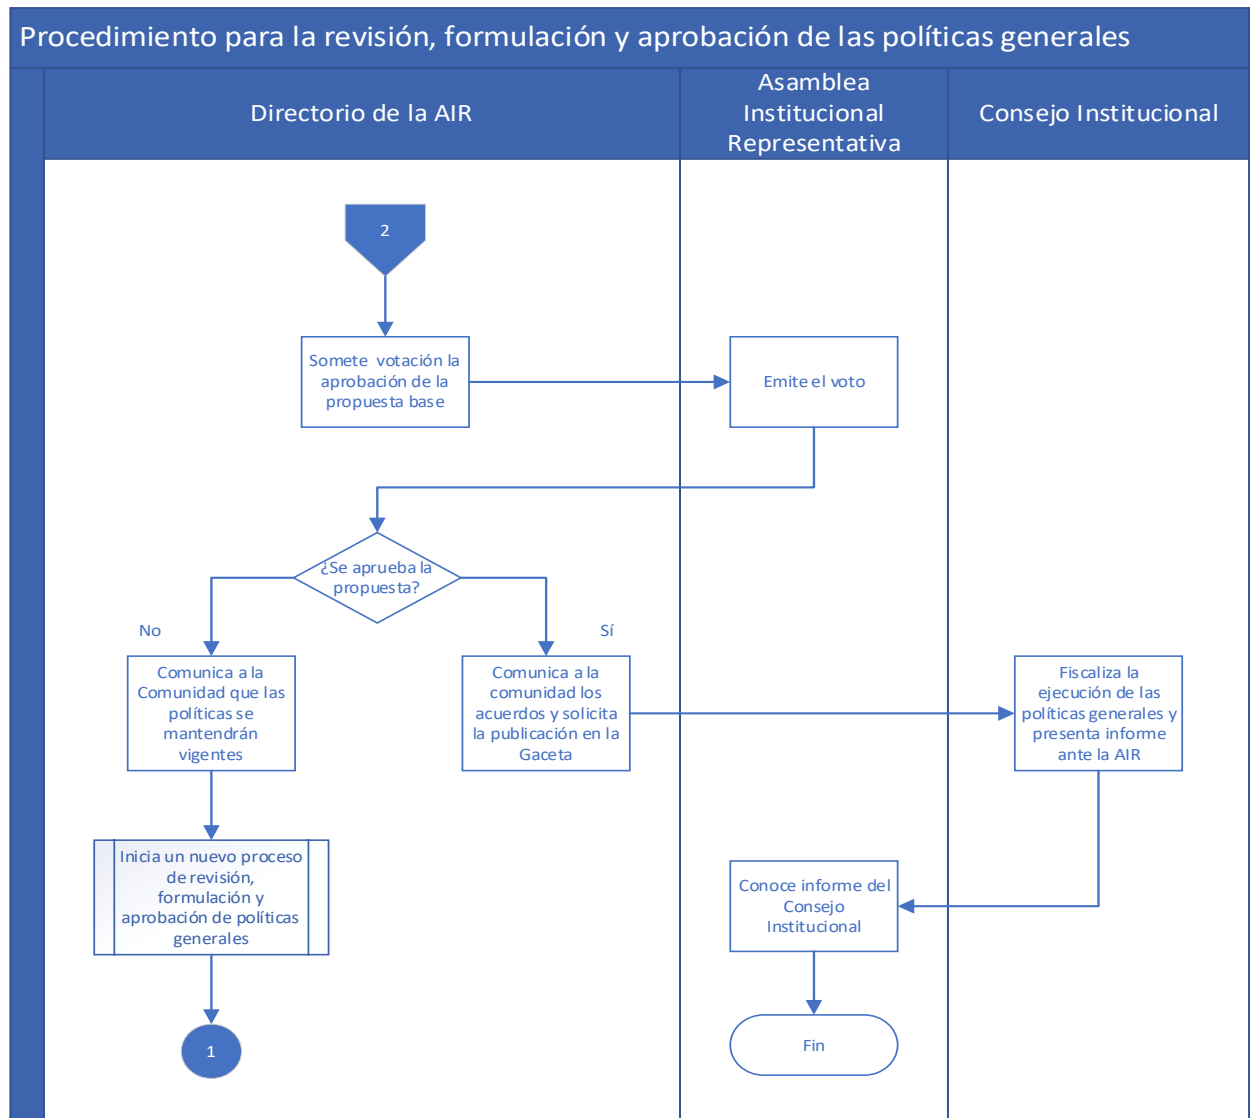 Procedimiento para la revisión, formulación y aprobación de las políticas generales
Directorio de la AIR
Asamblea
Institucional
Representativa
Consejo Institucional
2
Somete votación la
aprobación de la
propuesta base
Emite el voto
¿Se aprueba la
propuesta?
No
Sí
Comunica a la
Comunidad que las
políticas se
mantendrán
vigentes
Comunica a la
comunidad los
acuerdos y solicita
la publicación en la
Gaceta
Fiscaliza la
ejecución de las
políticas generales y
presenta informe
ante la AIR
Inicia un nuevo proceso
de revisión,
formulación y
aprobación de políticas
generales
Conoce informe del
Consejo
Institucional
1
Fin